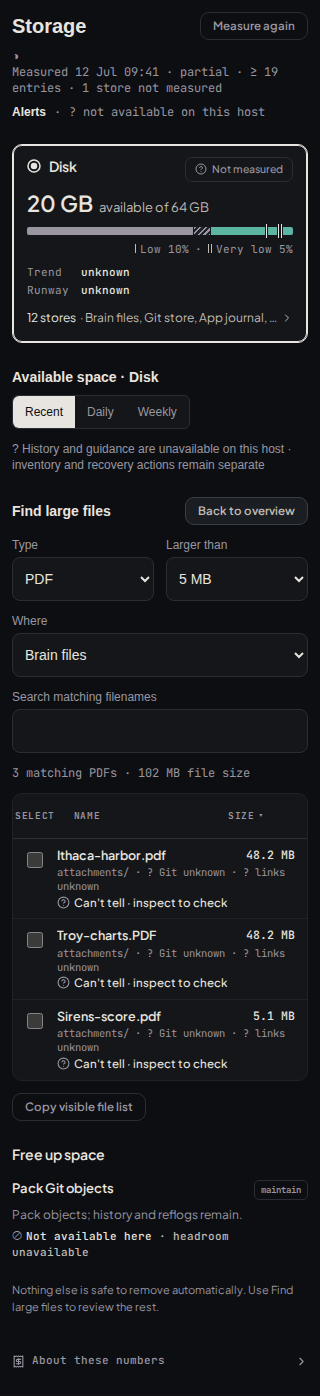 Storage
Measure again
Measured 12 Jul 09:41 · partial · ≥ 19
entries · 1 store not measured
Alerts · ? not available on this host
Disk
Not measured
20 GB available of 64 GB
Low 10% · Very low 5%
Trend unknown
Runway unknown
12 stores · Brain files, Git store, App journal, …
Available space · Disk
Recent Daily Weekly
? History and guidance are unavailable on this host ·
inventory and recovery actions remain separate
Find large files
Back to overview
Type Larger than
PDF 5 MB
Where
Brain files
Search matching filenames
3 matching PDFs · 102 MB file size
SELECT NAME SIZE
Ithaca-harbor.pdf 48.2 MB
attachments/ · ? Git unknown · ? links
unknown
? Can't tell · inspect to check
Troy-charts.PDF 48.2 MB
attachments/ · ? Git unknown · ? links
unknown
? Can't tell · inspect to check
Sirens-score.pdf 5.1 MB
attachments/ · ? Git unknown · ? links
unknown
? Can't tell · inspect to check
Copy visible file list
Free up space
Pack Git objects
maintain
Pack objects; history and reflogs remain.
Not available here · headroom
unavailable
Nothing else is safe to remove automatically. Use Find
large files to review the rest.
About these numbers